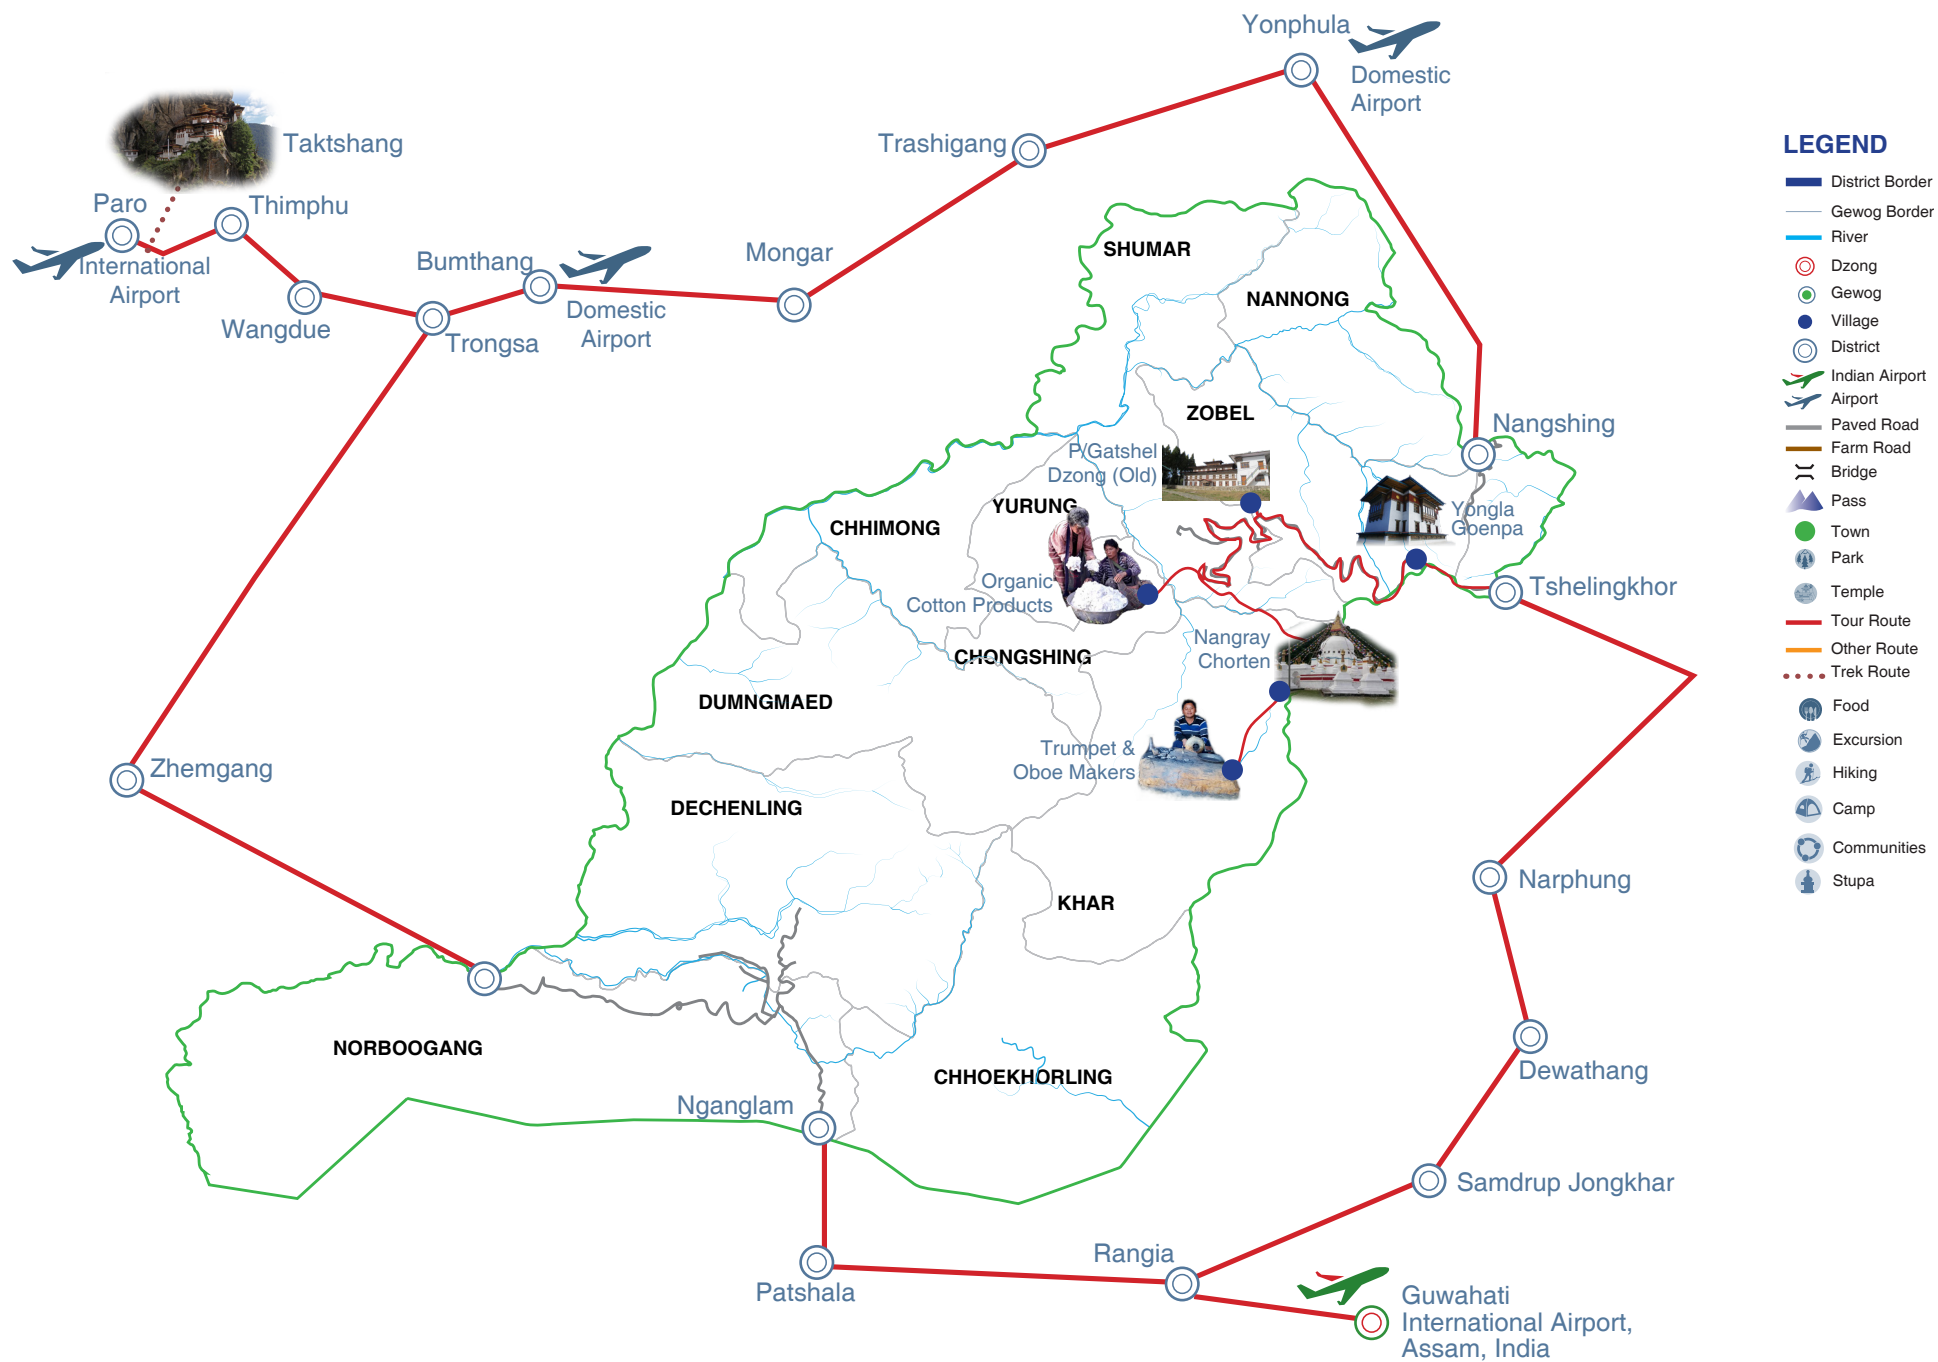 Yonphula
Domestic
Airport
Taktshang
Trashigang
Paro
Thimphu
International
Airport
Bumthang
Mongar
Domestic
Airport
Wangdue
Trongsa
SHUMAR
NANNONG
ZOBEL
Nangshing
P/Gatshel
Dzong (Old)
YURUNG
CHHIMONG
Yongla
Goenpa
Organic
Cotton Products
Tshelingkhor
Nangray
Chorten
CHONGSHING
DUMNGMAED
Trumpet &
Oboe Makers
Zhemgang
DECHENLING
KHAR
Narphung
NORBOOGANG
CHHOEKHORLING
Dewathang
Nganglam
Samdrup Jongkhar
Patshala
Rangia
Guwahati
International Airport,
Assam, India
LEGEND
District Border
Gewog Border
River
Dzong
Gewog
Village
District
Indian Airport
Airport
Paved Road
Farm Road
Bridge
Pass
Town
Park
Temple
Tour Route
Other Route
Trek Route
Food
Excursion
Hiking
Camp
Communities
Stupa